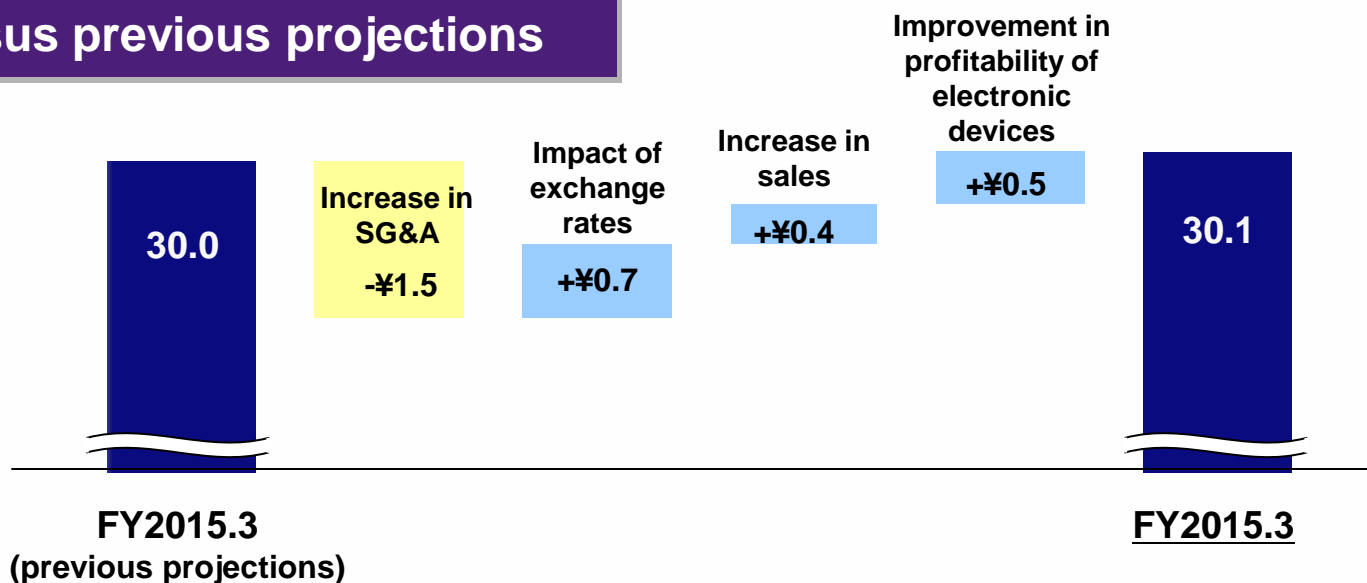 sus previous projections
Improvement in
profitability of
electronic
devices
Increase in
sales
Impact of
exchange
rates
Increase in
SG&A
30.0
-¥1.5
+¥0.7
+¥0.4
+¥0.5
30.1
FY2015.3
(previous projections)
FY2015.3